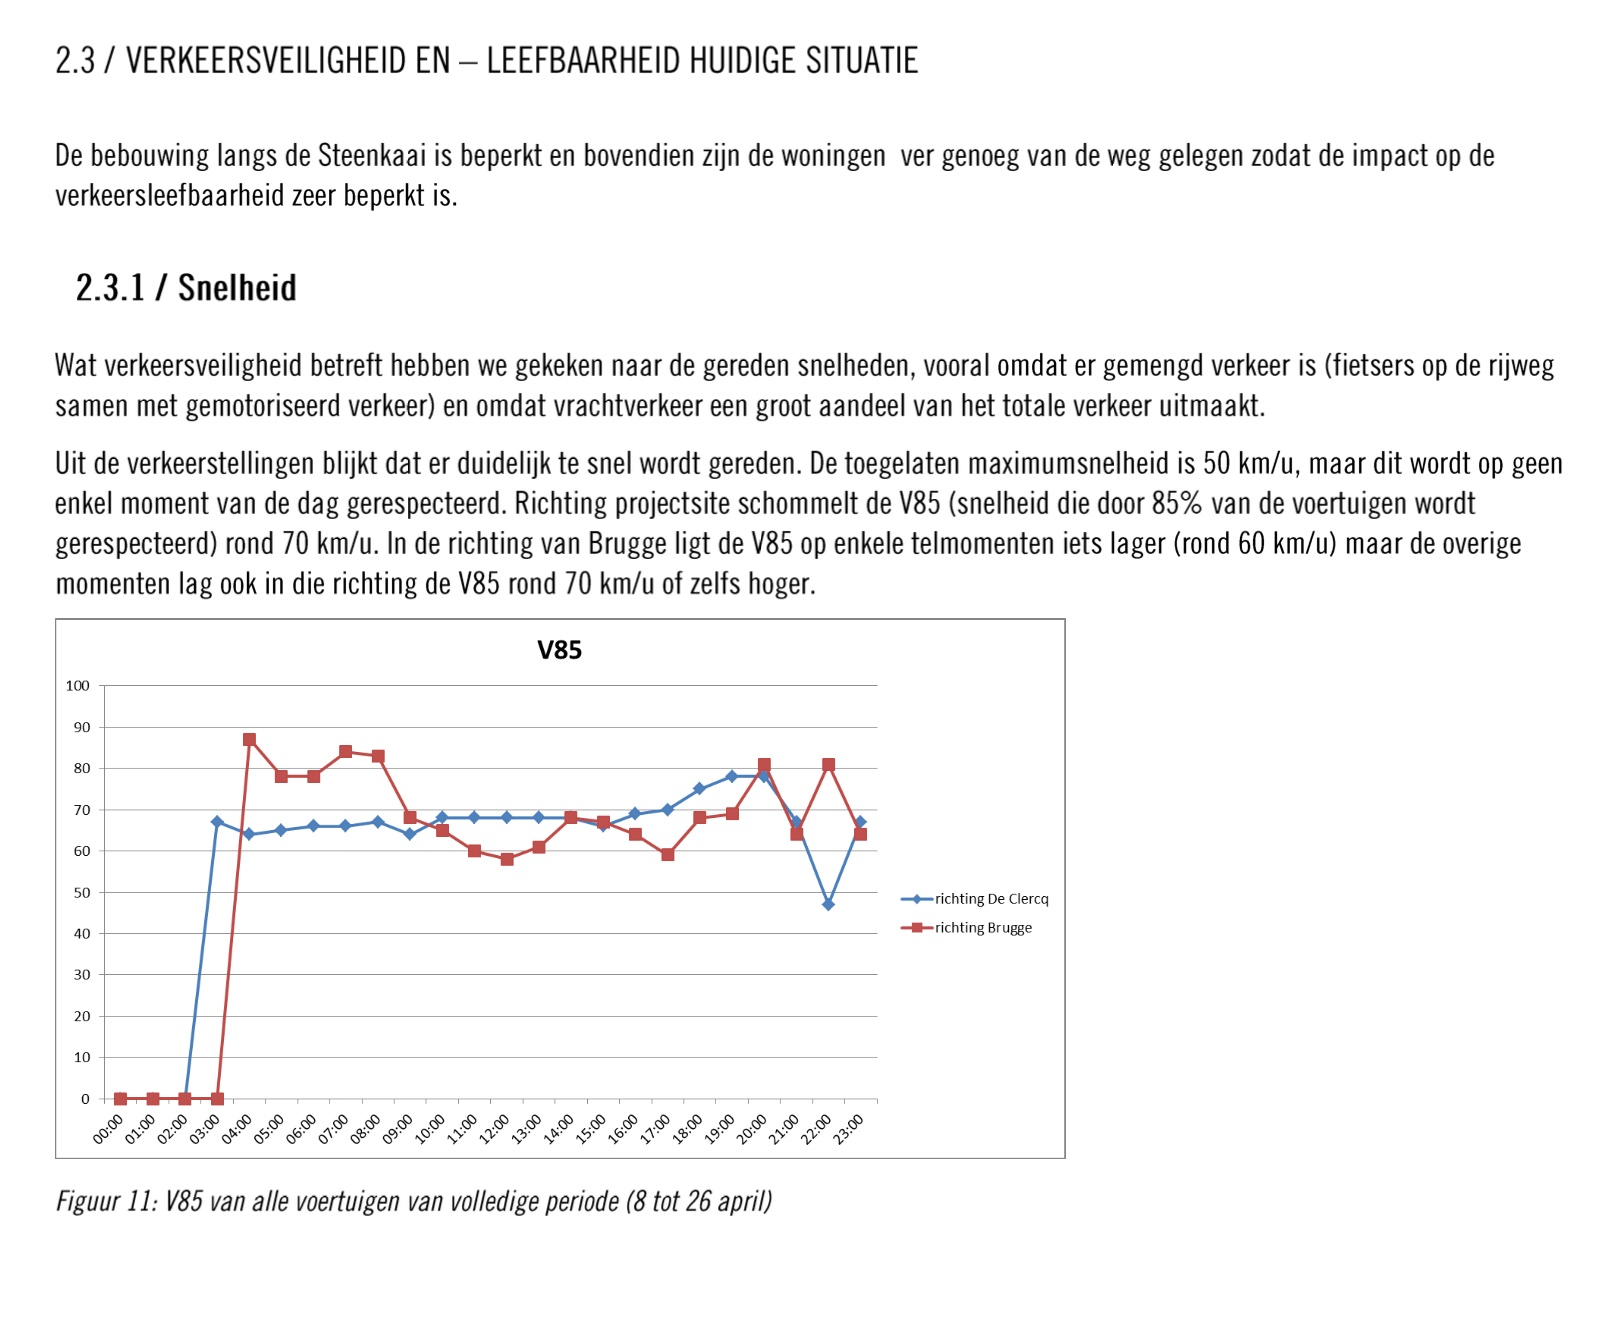 2.3 / VERKEERSVEILIGHEID EN – LEEFBAARHEID HUIDIGE SITUATIE
De bebouwing langs de Steenkaai is beperkt en bovendien zijn de woningen  ver genoeg van de weg gelegen zodat de impact op de
verkeersleefbaarheid zeer beperkt is.
2.3.1 / Snelheid
Wat verkeersveiligheid betreft hebben we gekeken naar de gereden snelheden, vooral omdat er gemengd verkeer is (fietsers op de rijweg
samen met gemotoriseerd verkeer) en omdat vrachtverkeer een groot aandeel van het totale verkeer uitmaakt.
Uit de verkeerstellingen blijkt dat er duidelijk te snel wordt gereden. De toegelaten maximumsnelheid is 50 km/u, maar dit wordt op geen
enkel moment van de dag gerespecteerd. Richting projectsite schommelt de V85 (snelheid die door 85% van de voertuigen wordt
gerespecteerd) rond 70 km/u. In de richting van Brugge ligt de V85 op enkele telmomenten iets lager (rond 60 km/u) maar de overige
momenten lag ook in die richting de V85 rond 70 km/u of zelfs hoger.
V85
100
90
80
70
60
50
40
30
20
10
0
00:00 01:00 02:00 03:00 04:00 05:00 06:00 07:00 08:00 09:00 10:00 11:00 12:00 13:00 14:00 15:00 16:00 17:00 18:00 19:00 20:00 21:00 22:00 23:00
richting De Clercq
richting Brugge
Figuur 11: V85 van alle voertuigen van volledige periode (8 tot 26 april)